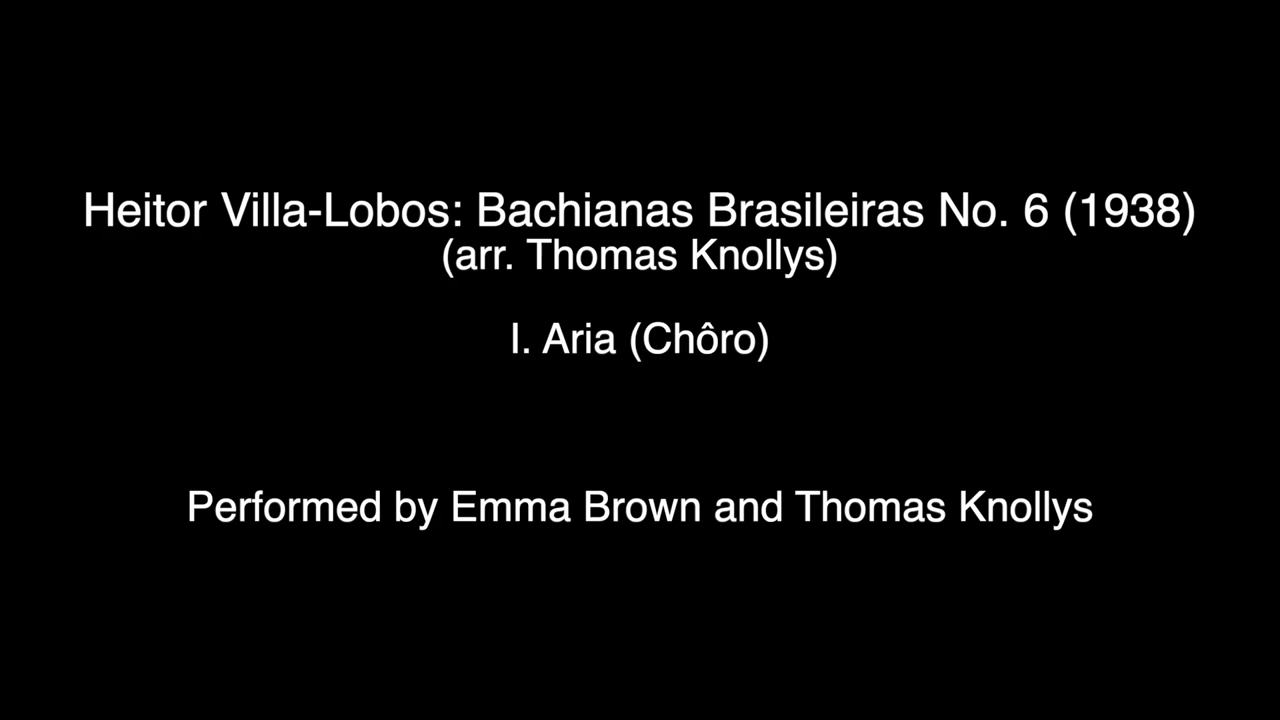 Heitor Villa-Lobos: Bachianas Brasileiras No. 6 (1938)
(arr. Thomas Knollys)
I. Aria (Chôro)
Performed by Emma Brown and Thomas Knollys